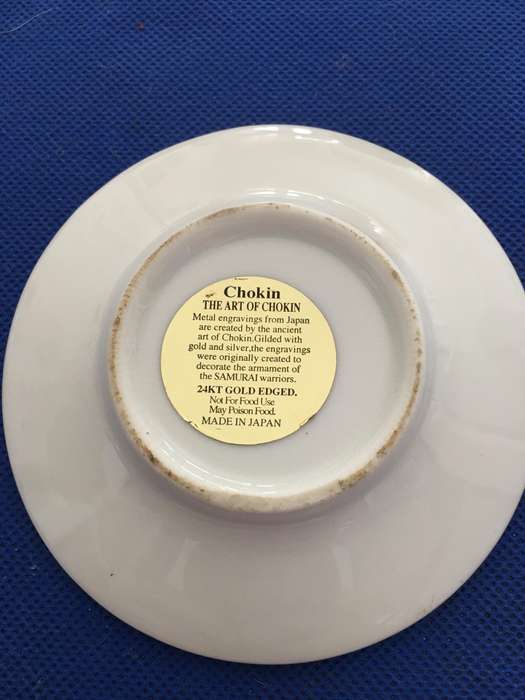 Chokin
THE ART OF CHOKIN
Metal engravings from Japan
are created by the ancient
art of Chokin.Gilded with
gold and silver,the engravings
were originally created to
decorate the armament of
the SAMURAI warriors.
24KT GOLD EDGED.
Not For Food Use
May Poison Food.
MADE IN JAPAN